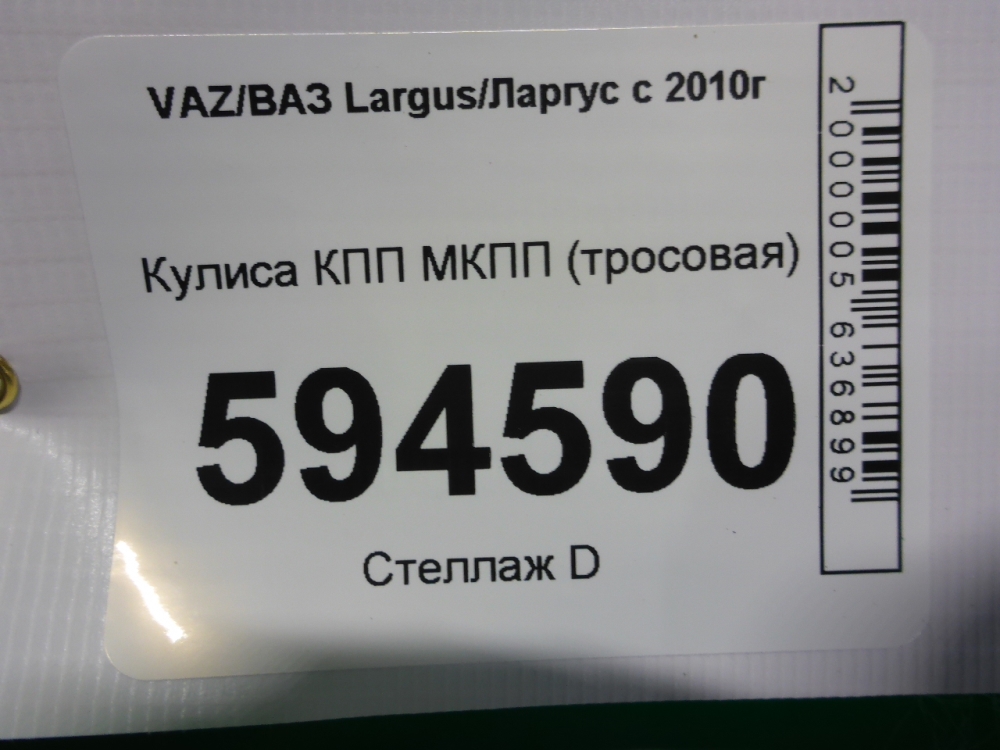 VAZ/ВАЗ Largus/Ларгус с 2010г
Кулиса КПП МКПП (тросовая)
594590
Стеллаж D
2000005636899